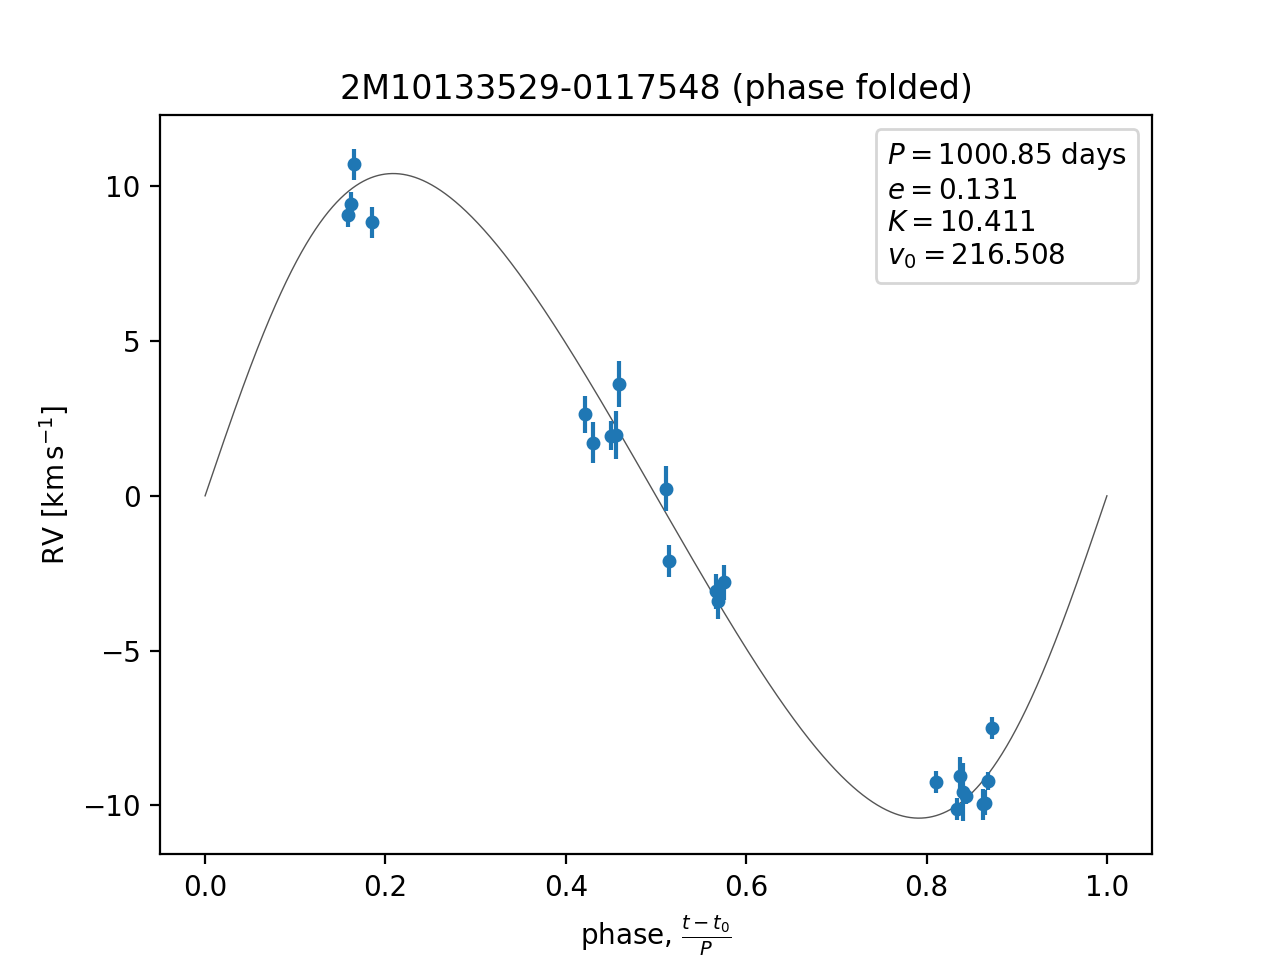 2M10133529-0117548 (phase folded)
P = 1000.85 days
e = 0.131
K = 10.411
v₀ = 216.508
10
5
0
−5
−10
RV [km s⁻¹]
0.0 0.2 0.4 0.6 0.8 1.0
phase, (t − t₀)/P